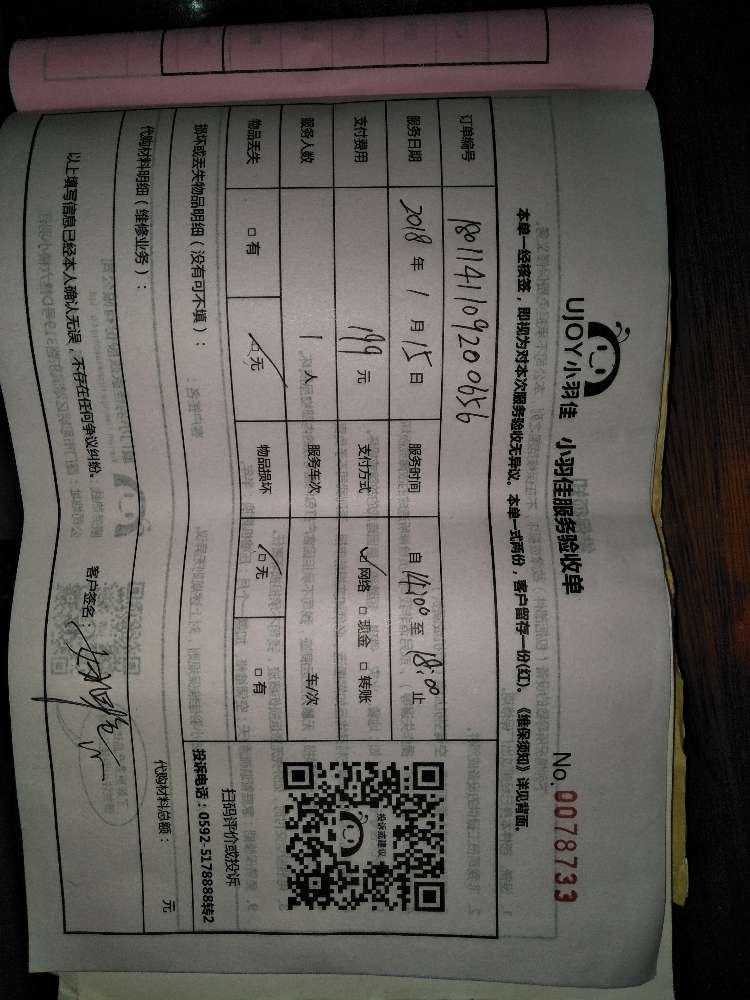 UJOY小羽佳 小羽佳服务验收单
No. 0078733
本单一经核签，即视为对本次服务验收无异议。本单一式两份，客户留存一份(红)。《维保须知》详见背面。
订单编号 1801141109200656
服务日期 2018 年 1 月 15 日 服务时间 自 14:00 至 18:00 止
支付费用 199 元 支付方式 ☑ 网络 □ 现金 □ 转账
服务人数 1 人 服务车次 车/次
物品丢失 □ 有 ☑ 无 物品损坏 ☑ 无 □ 有
投诉或建议
扫码评价或投诉
投诉电话：0592-5178888转2
损坏或丢失物品明细（没有可不填）：
代购材料明细（维修业务）： 代购材料总额： 元
以上填写信息已经本人确认无误，不存在任何争议纠纷。 客户签名：